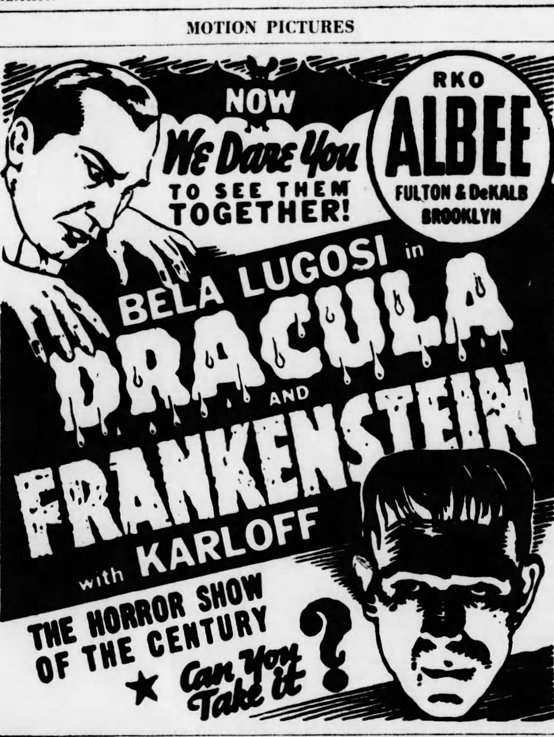 MOTION PICTURES
NOW
We Dare You
TO SEE THEM
TOGETHER!
RKO
ALBEE
FULTON & DeKALB
BROOKLYN
BELA LUGOSI in
DRACULA
AND
FRANKENSTEIN
with KARLOFF
THE HORROR SHOW
OF THE CENTURY
Can You
Take it ?